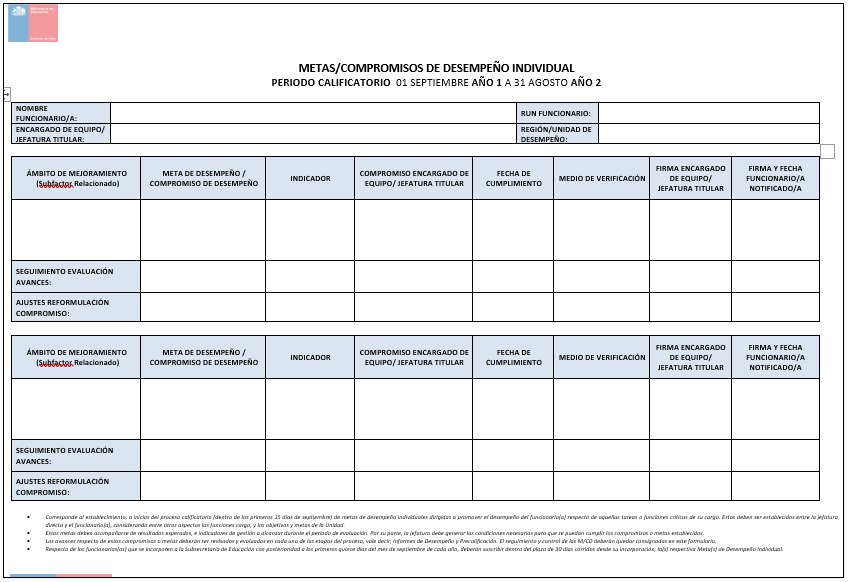 Ministerio de
Educación
Gobierno de Chile
METAS/COMPROMISOS DE DESEMPEÑO INDIVIDUAL
PERIODO CALIFICATORIO 01 SEPTIEMBRE AÑO 1 A 31 AGOSTO AÑO 2
NOMBRE
FUNCIONARIO/A:
RUN FUNCIONARIO:
ENCARGADO DE EQUIPO/
JEFATURA TITULAR:
REGIÓN/UNIDAD DE
DESEMPEÑO:
ÁMBITO DE MEJORAMIENTO
(Subfactor Relacionado)
META DE DESEMPEÑO /
COMPROMISO DE DESEMPEÑO
INDICADOR
COMPROMISO ENCARGADO DE
EQUIPO/ JEFATURA TITULAR
FECHA DE
CUMPLIMIENTO
MEDIO DE VERIFICACIÓN
FIRMA ENCARGADO
DE EQUIPO/
JEFATURA TITULAR
FIRMA Y FECHA
FUNCIONARIO/A
NOTIFICADO/A
SEGUIMIENTO EVALUACIÓN
AVANCES:
AJUSTES REFORMULACIÓN
COMPROMISO:
ÁMBITO DE MEJORAMIENTO
(Subfactor Relacionado)
META DE DESEMPEÑO /
COMPROMISO DE DESEMPEÑO
INDICADOR
COMPROMISO ENCARGADO DE
EQUIPO/ JEFATURA TITULAR
FECHA DE
CUMPLIMIENTO
MEDIO DE VERIFICACIÓN
FIRMA ENCARGADO
DE EQUIPO/
JEFATURA TITULAR
FIRMA Y FECHA
FUNCIONARIO/A
NOTIFICADO/A
SEGUIMIENTO EVALUACIÓN
AVANCES:
AJUSTES REFORMULACIÓN
COMPROMISO:
• Corresponde al establecimiento, a inicios del proceso calificatorio (dentro de los primeros 15 días de septiembre) de metas de desempeño individuales dirigidas a promover el desempeño del funcionario(a) respecto de aquellas tareas o funciones críticas de su cargo. Estas deben ser establecidas entre la jefatura
directa y el funcionario(a), considerando entre otros aspectos las funciones cargo, y los objetivos y metas de la Unidad.
• Estas metas deben acompañarse de resultados esperados, e indicadores de gestión a alcanzar durante el periodo de evaluación. Por su parte, la jefatura debe generar las condiciones necesarias para que se puedan cumplir los compromisos o metas establecidas.
• Los avances respecto de estos compromisos o metas deberán ser revisados y evaluados en cada uno de las etapas del proceso, vale decir, Informes de Desempeño y Precalificación. El seguimiento y control de las M/CD deberán quedar consignadas en este formulario.
• Respecto de los funcionarios(as) que se incorporen a la Subsecretaría de Educación con posterioridad a los primeros quince días del mes de septiembre de cada año, deberán suscribir dentro del plazo de 30 días corridos desde su incorporación, la(s) respectiva Meta(s) de Desempeño Individual.